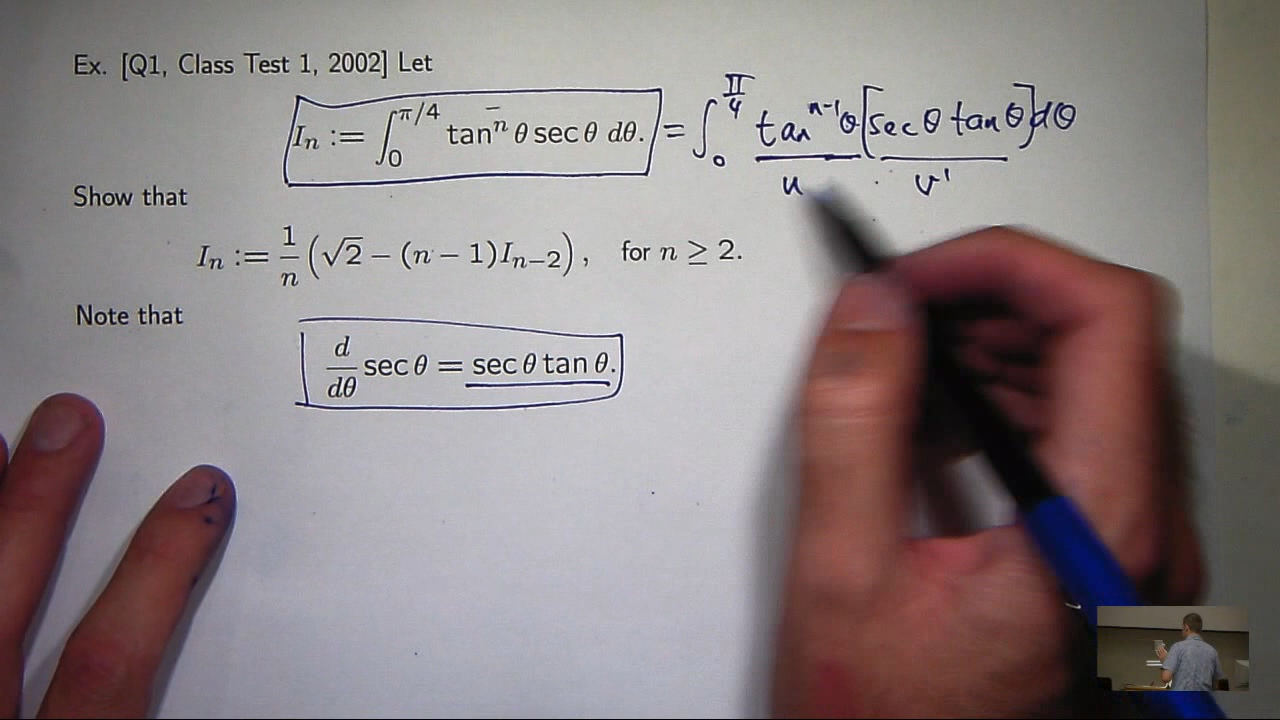 Ex. [Q1, Class Test 1, 2002] Let
I_n := ∫_0^{π/4} tan^n θ sec θ dθ. = ∫_0^{π/4} tan^{n-1} θ [sec θ tan θ] dθ
u v'
Show that
I_n := 1/n (√2 − (n − 1)I_{n−2}), for n ≥ 2.
Note that
d/dθ sec θ = sec θ tan θ.